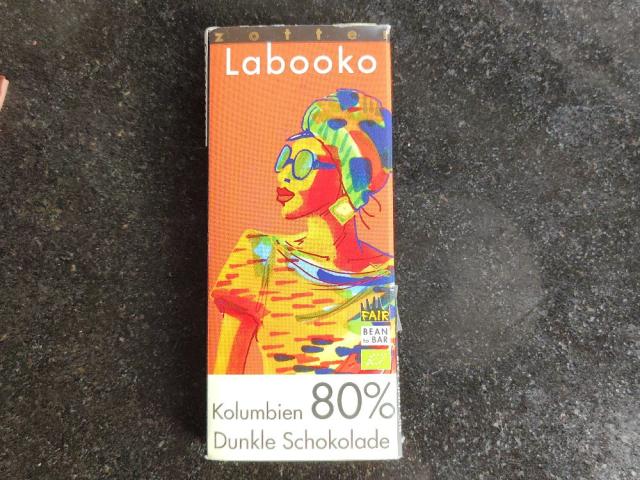 zotter
Labooko
FAIR
BEAN
to BAR
Kolumbien 80%
Dunkle Schokolade